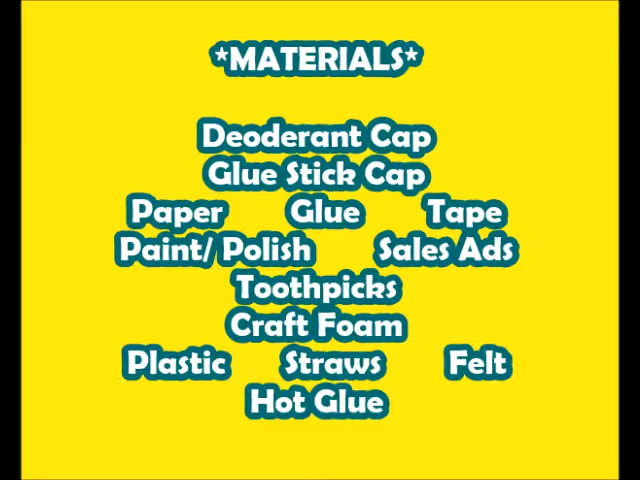 *MATERIALS*
Deoderant Cap
Glue Stick Cap
Paper Glue Tape
Paint/ Polish Sales Ads
Toothpicks
Craft Foam
Plastic Straws Felt
Hot Glue